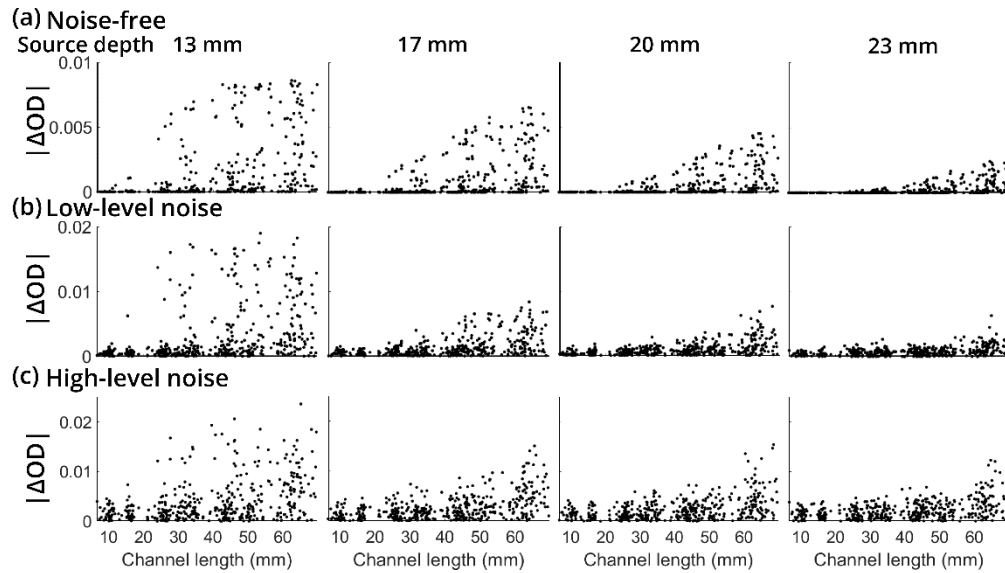 (a) Noise-free
Source depth 13 mm 17 mm 20 mm 23 mm
|ΔOD|
0.01
0.005
0
(b) Low-level noise
|ΔOD|
0.02
0.01
0
(c) High-level noise
|ΔOD|
0.02
0.01
0
10 20 30 40 50 60 10 20 30 40 50 60 10 20 30 40 50 60 10 20 30 40 50 60
Channel length (mm) Channel length (mm) Channel length (mm) Channel length (mm)